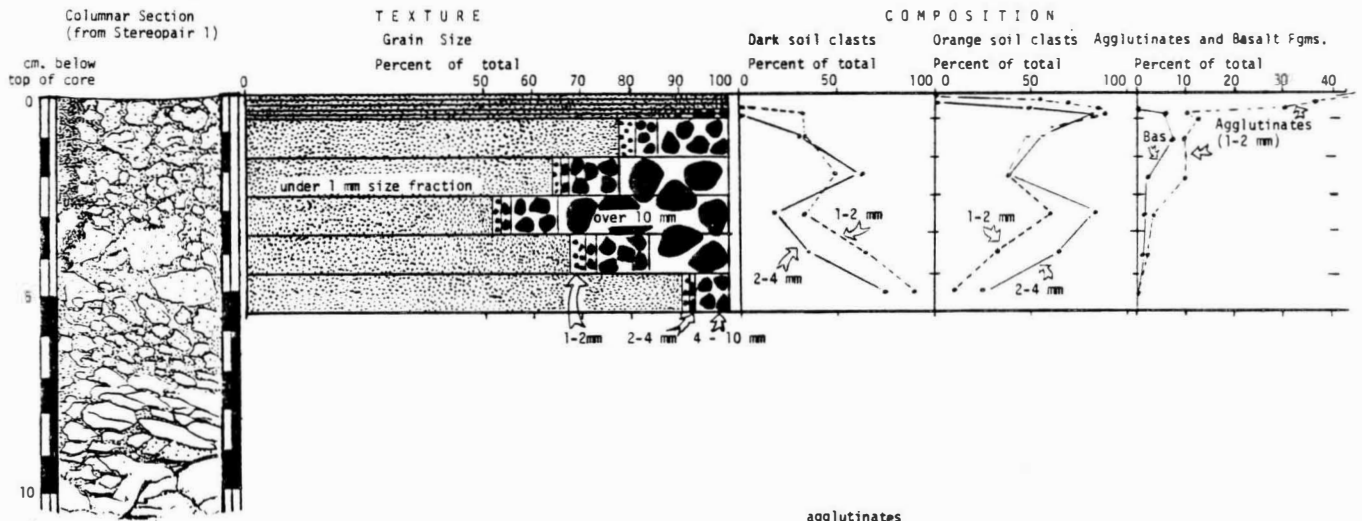 Columnar Section
(from Stereopair 1)
cm. below
top of core
0
5
10
TEXTURE
Grain Size
Percent of total
0 50 60 70 80 90 100
under 1 mm size fraction
over 10 mm
1-2mm 2-4 mm 4 - 10 mm
COMPOSITION
Dark soil clasts
Percent of total
0 50 100
1-2 mm
2-4 mm
Orange soil clasts
Percent of total
0 50 100
1-2 mm
2-4 mm
Agglutinates and Basalt Fgms.
Percent of total
0 10 20 30 40
Bas
Agglutinates
(1-2 mm)
agglutinates